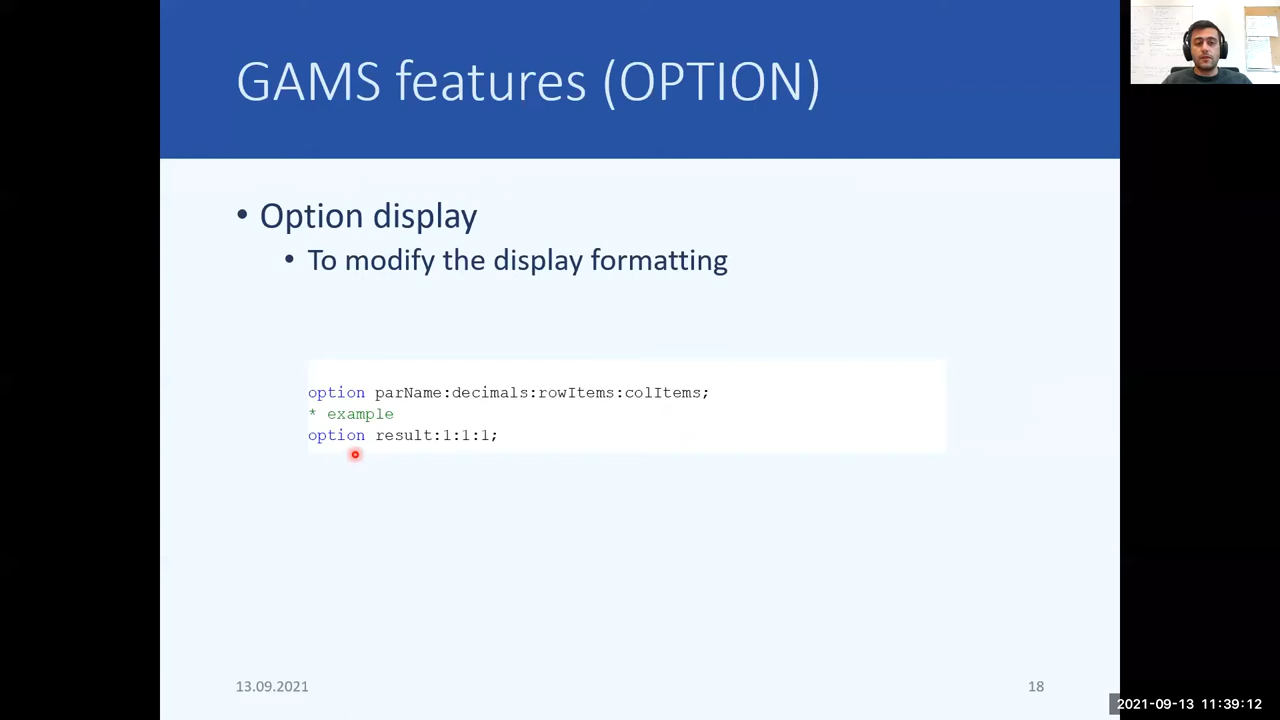 GAMS features (OPTION)
• Option display
• To modify the display formatting
option parName:decimals:rowItems:colItems;
* example
option result:1:1:1;
13.09.2021
18
2021-09-13 11:39:12